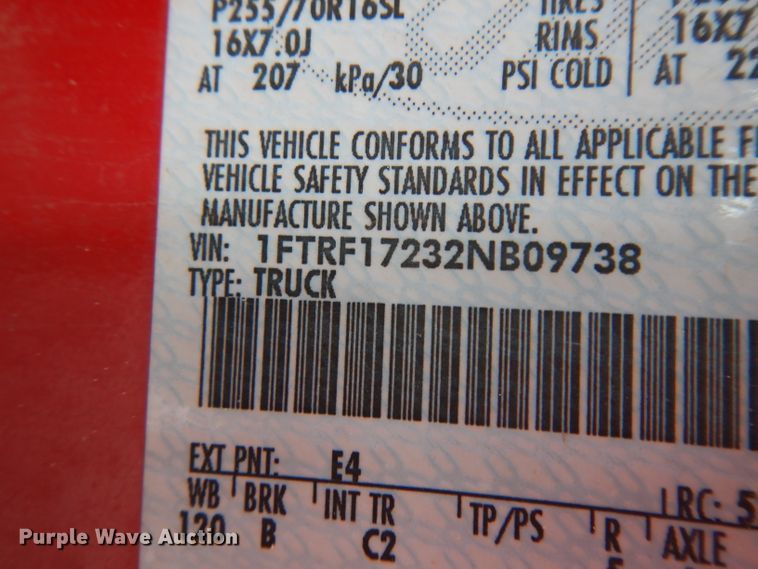 P255/70R16SL TIRES
16X7.0J RIMS 16X7
AT 207 kPa/30 PSI COLD AT 22
THIS VEHICLE CONFORMS TO ALL APPLICABLE F
VEHICLE SAFETY STANDARDS IN EFFECT ON THE
MANUFACTURE SHOWN ABOVE.
VIN: 1FTRF17232NB09738
TYPE: TRUCK
EXT PNT: E4 RC: 5
WB BRK INT TR TP/PS R AXLE
120 B C2
Purple Wave Auction